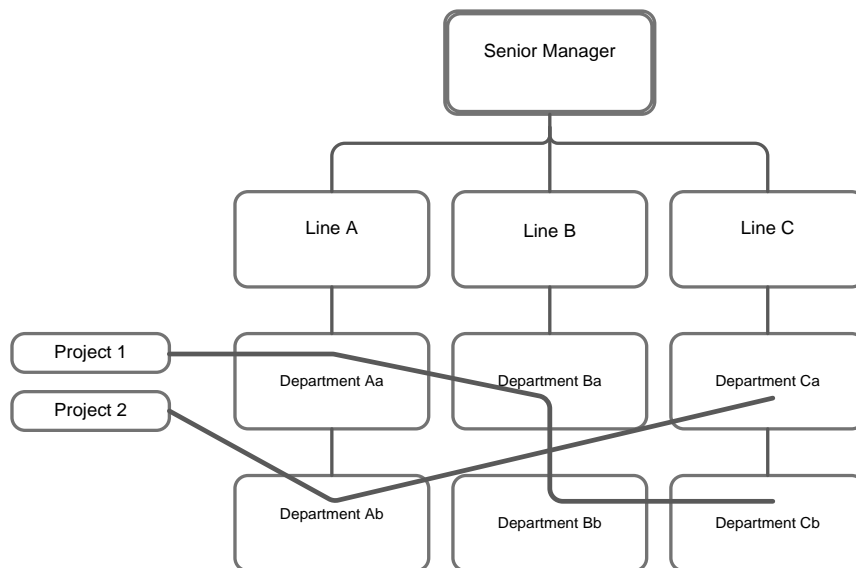 Senior Manager
Line A
Line B
Line C
Project 1
Project 2
Department Aa
Department Ba
Department Ca
Department Ab
Department Bb
Department Cb